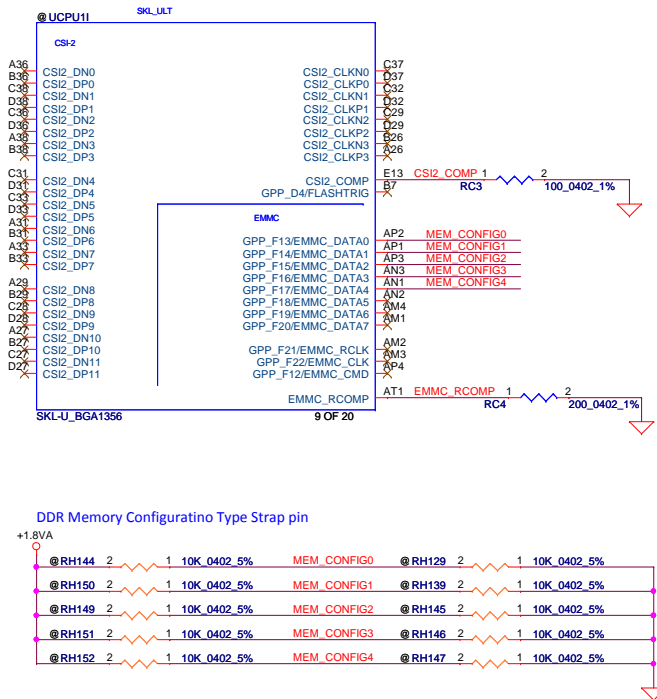 @ UCPU1I
SKL_ULT
CSI-2
A36 CSI2_DN0 CSI2_CLKN0 C37
B36 CSI2_DP0 CSI2_CLKP0 D37
C38 CSI2_DN1 CSI2_CLKN1 C32
D38 CSI2_DP1 CSI2_CLKP1 D32
C36 CSI2_DN2 CSI2_CLKN2 C29
D36 CSI2_DP2 CSI2_CLKP2 D29
A38 CSI2_DN3 CSI2_CLKN3 B26
B38 CSI2_DP3 CSI2_CLKP3 A26
C31 CSI2_DN4 CSI2_COMP E13 CSI2_COMP 1 2
RC3 100_0402_1%
D31 CSI2_DP4 GPP_D4/FLASHTRIG B7
C33 CSI2_DN5
D33 CSI2_DP5
EMMC
A31 CSI2_DN6
B31 CSI2_DP6 GPP_F13/EMMC_DATA0 AP2 MEM_CONFIG0
A33 CSI2_DN7 GPP_F14/EMMC_DATA1 AP1 MEM_CONFIG1
B33 CSI2_DP7 GPP_F15/EMMC_DATA2 AP3 MEM_CONFIG2
GPP_F16/EMMC_DATA3 AN3 MEM_CONFIG3
A29 CSI2_DN8 GPP_F17/EMMC_DATA4 AN1 MEM_CONFIG4
B29 CSI2_DP8 GPP_F18/EMMC_DATA5 AN2
C28 CSI2_DN9 GPP_F19/EMMC_DATA6 AM4
D28 CSI2_DP9 GPP_F20/EMMC_DATA7 AM1
A27 CSI2_DN10
B27 CSI2_DP10 GPP_F21/EMMC_RCLK AM2
C27 CSI2_DN11 GPP_F22/EMMC_CLK AM3
D27 CSI2_DP11 GPP_F12/EMMC_CMD AP4
EMMC_RCOMP AT1 EMMC_RCOMP 1 2
RC4 200_0402_1%
SKL-U_BGA1356 9 OF 20
DDR Memory Configuratino Type Strap pin
+1.8VA
@ RH144 2 1 10K_0402_5% MEM_CONFIG0 @ RH129 2 1 10K_0402_5%
@ RH150 2 1 10K_0402_5% MEM_CONFIG1 @ RH139 2 1 10K_0402_5%
@ RH149 2 1 10K_0402_5% MEM_CONFIG2 @ RH145 2 1 10K_0402_5%
@ RH151 2 1 10K_0402_5% MEM_CONFIG3 @ RH146 2 1 10K_0402_5%
@ RH152 2 1 10K_0402_5% MEM_CONFIG4 @ RH147 2 1 10K_0402_5%